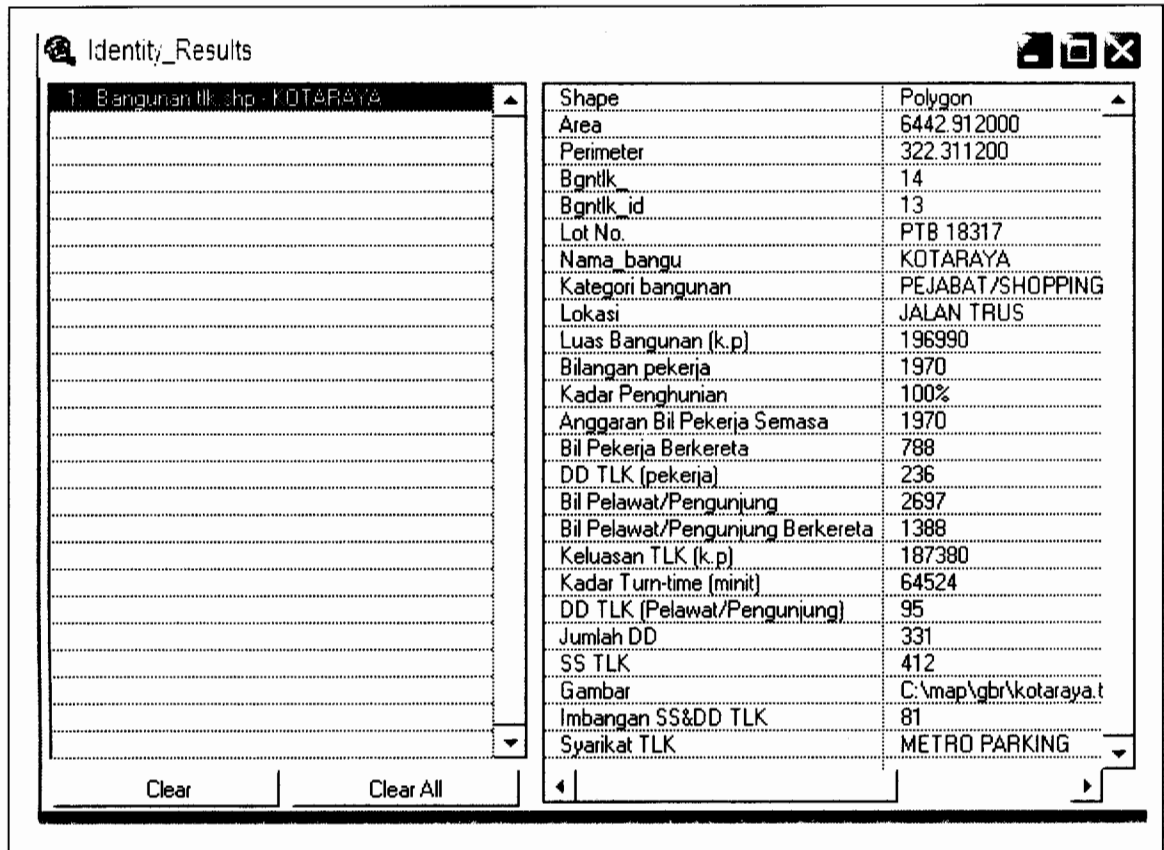 Identity_Results
1: Bangunan tlk.shp - KOTARAYA
Shape Polygon
Area 6442.912000
Perimeter 322.311200
Bgntlk_ 14
Bgntlk_id 13
Lot No. PTB 18317
Nama_bangu KOTARAYA
Kategori bangunan PEJABAT/SHOPPING
Lokasi JALAN TRUS
Luas Bangunan (k.p) 196990
Bilangan pekerja 1970
Kadar Penghunian 100%
Anggaran Bil Pekerja Semasa 1970
Bil Pekerja Berkereta 788
DD TLK (pekerja) 236
Bil Pelawat/Pengunjung 2697
Bil Pelawat/Pengunjung Berkereta 1388
Keluasan TLK (k.p) 187380
Kadar Turn-time (minit) 64524
DD TLK (Pelawat/Pengunjung) 95
Jumlah DD 331
SS TLK 412
Gambar C:\map\gbr\kotaraya.t
Imbangan SS&DD TLK 81
Syarikat TLK METRO PARKING
Clear Clear All